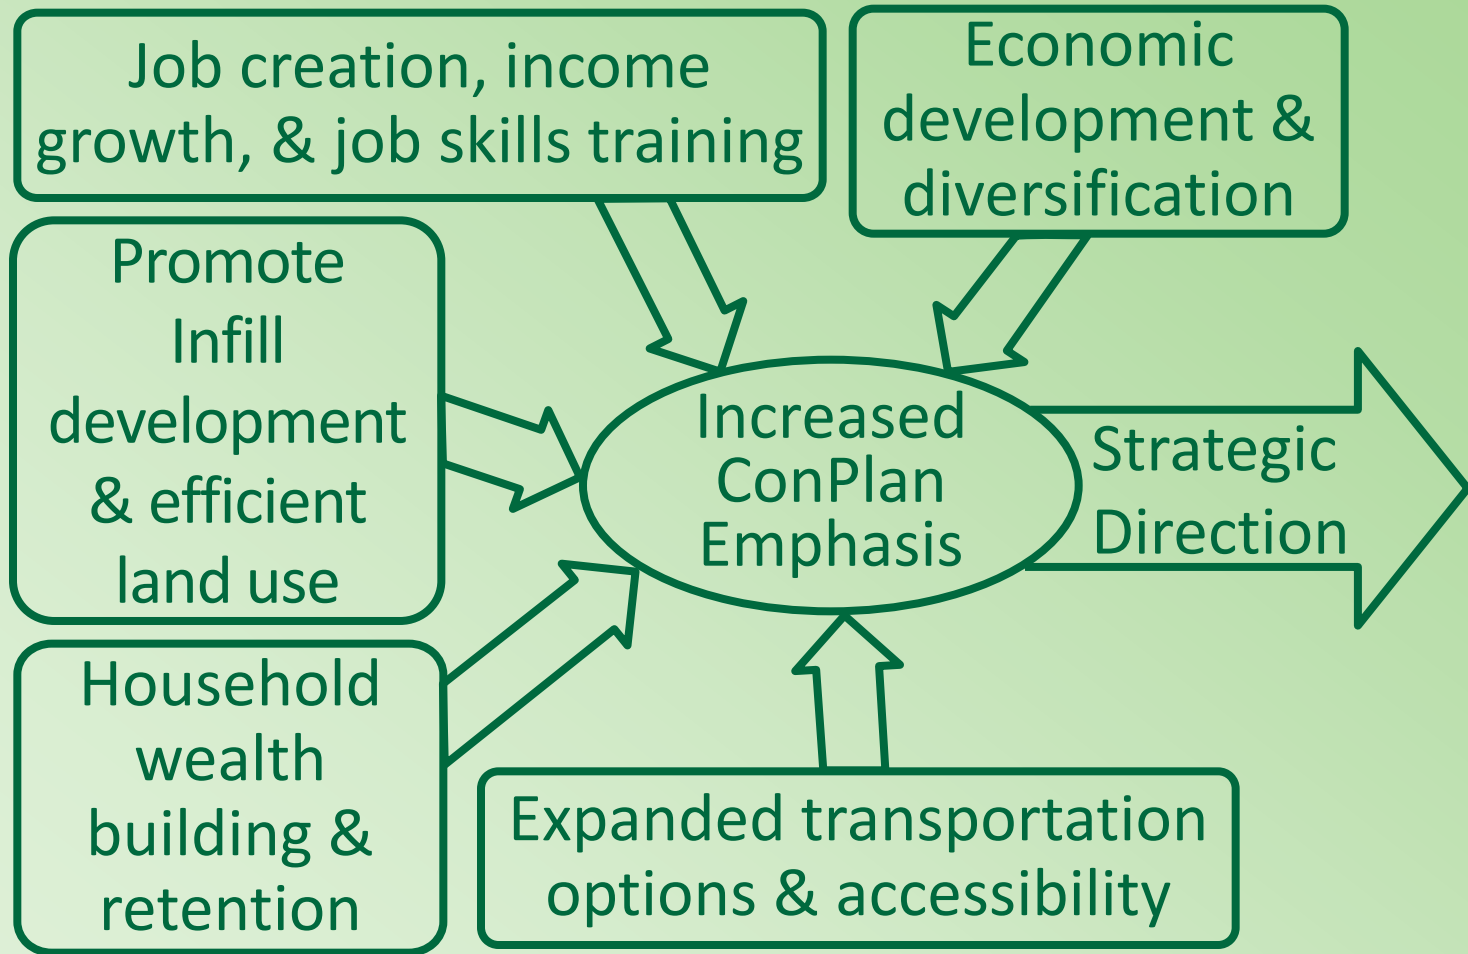 Job creation, income
growth, & job skills training
Economic
development &
diversification
Promote
Infill
development
& efficient
land use
Increased
ConPlan
Emphasis
Strategic
Direction
Household
wealth
building &
retention
Expanded transportation
options & accessibility